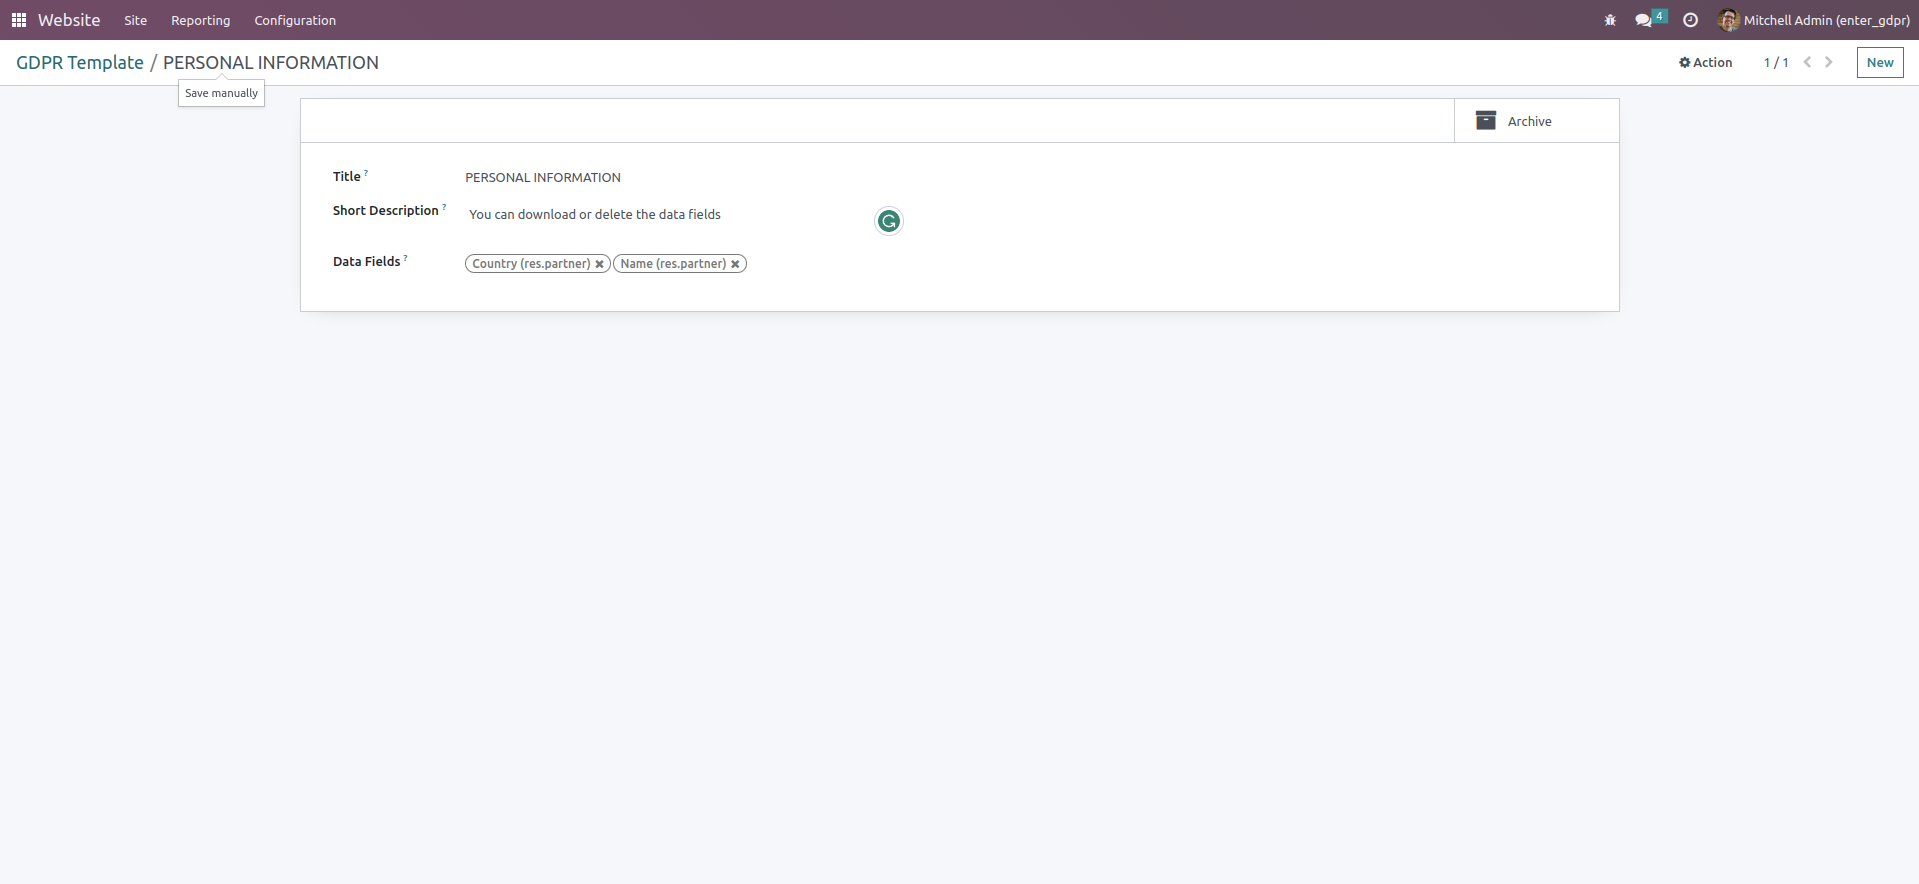 Website Site Reporting Configuration 4 Mitchell Admin (enter_gdpr)
GDPR Template / PERSONAL INFORMATION Action 1 / 1 New
Save manually
Archive
Title ? PERSONAL INFORMATION
Short Description ? You can download or delete the data fields
Data Fields ? Country (res.partner) Name (res.partner)